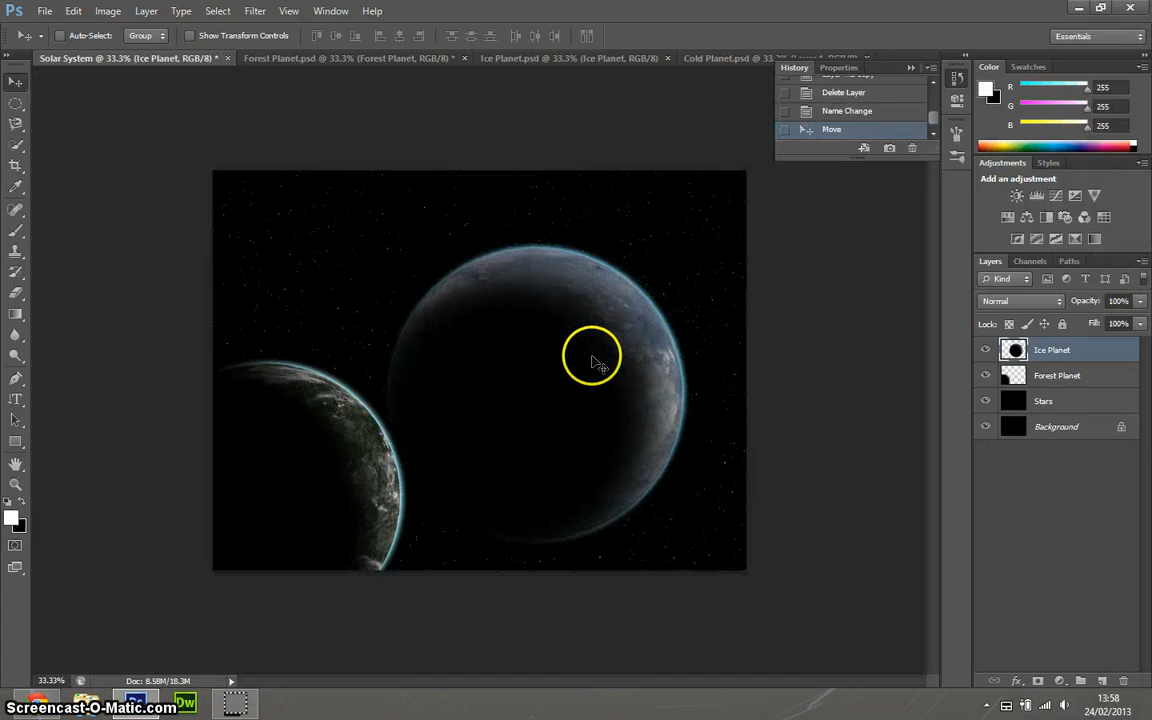 Ps File Edit Image Layer Type Select Filter View Window Help
Auto-Select: Group Show Transform Controls Essentials
Solar System @ 33.3% (Ice Planet, RGB/8) * × Forest Planet.psd @ 33.3% (Forest Planet, RGB/8) * × Ice Planet.psd @ 33.3% (Ice Planet, RGB/8) × Cold Planet.psd @ 33.3%
History Properties
Delete Layer
Name Change
Move
Color Swatches
R 255
G 255
B 255
Adjustments Styles
Add an adjustment
Layers Channels Paths
Kind
Normal Opacity: 100%
Lock: Fill: 100%
Ice Planet
Forest Planet
Stars
Background
33.33% Doc: 8.58M/18.3M
Ps Dw
Screencast-O-Matic.com
13:58
24/02/2013